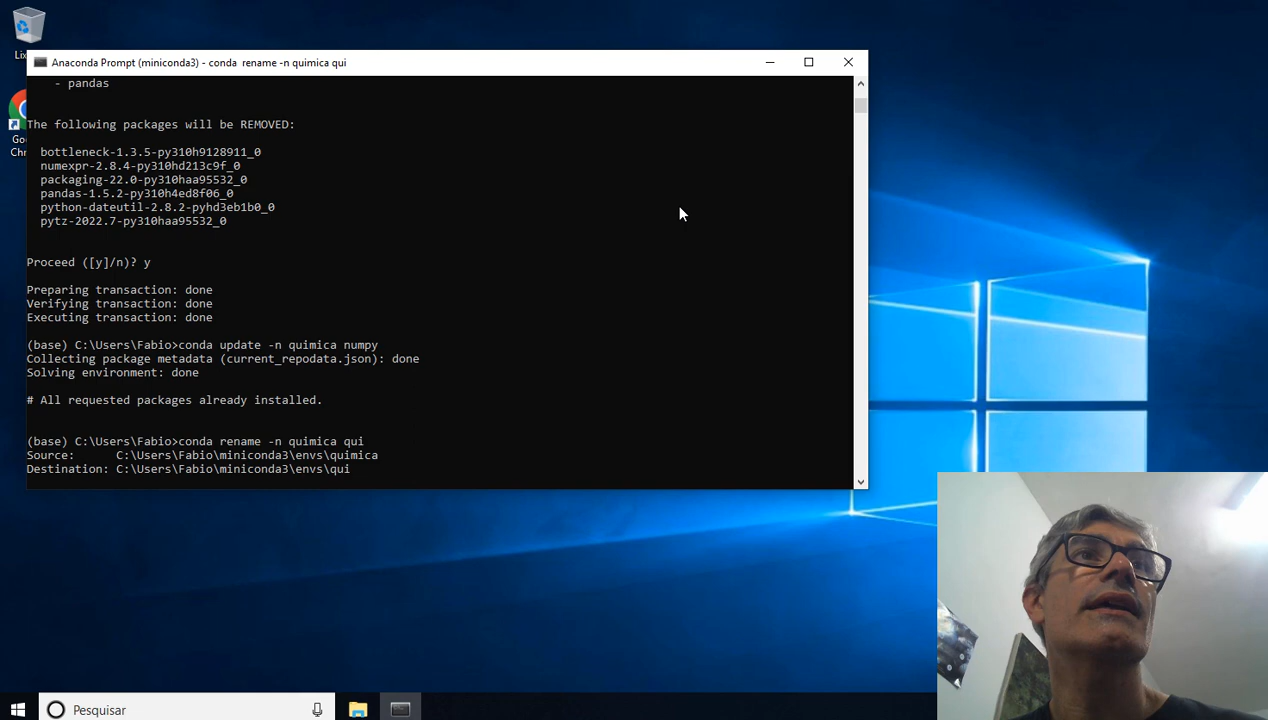 Lix
Anaconda Prompt (miniconda3) - conda  rename -n quimica qui
- pandas
Go
Chr
The following packages will be REMOVED:
bottleneck-1.3.5-py310h9128911_0
numexpr-2.8.4-py310hd213c9f_0
packaging-22.0-py310haa95532_0
pandas-1.5.2-py310h4ed8f06_0
python-dateutil-2.8.2-pyhd3eb1b0_0
pytz-2022.7-py310haa95532_0
Proceed ([y]/n)? y
Preparing transaction: done
Verifying transaction: done
Executing transaction: done
(base) C:\Users\Fabio>conda update -n quimica numpy
Collecting package metadata (current_repodata.json): done
Solving environment: done
# All requested packages already installed.
(base) C:\Users\Fabio>conda rename -n quimica qui
Source:      C:\Users\Fabio\miniconda3\envs\quimica
Destination: C:\Users\Fabio\miniconda3\envs\qui
Pesquisar